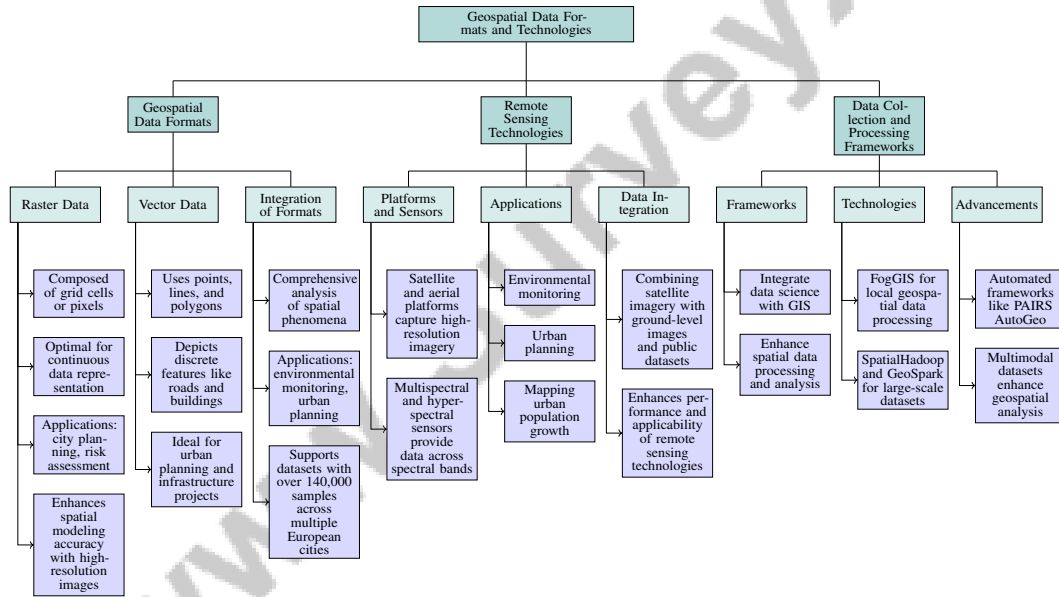 Geospatial Data For-
mats and Technologies
Geospatial
Data Formats
Remote
Sensing
Technologies
Data Col-
lection and
Processing
Frameworks
Raster Data
Vector Data
Integration
of Formats
Platforms
and Sensors
Applications
Data In-
tegration
Frameworks
Technologies
Advancements
Composed
of grid cells
or pixels
Optimal for
continuous
data repre-
sentation
Applications:
city plan-
ning, risk
assessment
Enhances
spatial
modeling
accuracy
with high-
resolution
images
Uses points,
lines, and
polygons
Depicts
discrete
features like
roads and
buildings
Ideal for
urban
planning and
infrastructure
projects
Comprehensive
analysis
of spatial
phenomena
Applications:
environmental
monitoring,
urban
planning
Supports
datasets with
over 140,000
samples
across
multiple
European
cities
Satellite
and aerial
platforms
capture high-
resolution
imagery
Multispectral
and hyper-
spectral
sensors
provide
data across
spectral bands
Environmental
monitoring
Urban
planning
Mapping
urban
population
growth
Combining
satellite
imagery with
ground-level
images
and public
datasets
Enhances per-
formance and
applicability
of remote
sensing
technologies
Integrate
data science
with GIS
Enhance
spatial data
processing
and analysis
FogGIS for
local geospa-
tial data
processing
SpatialHadoop
and GeoSpark
for large-scale
datasets
Automated
frameworks
like PAIRS
AutoGeo
Multimodal
datasets
enhance
geospatial
analysis